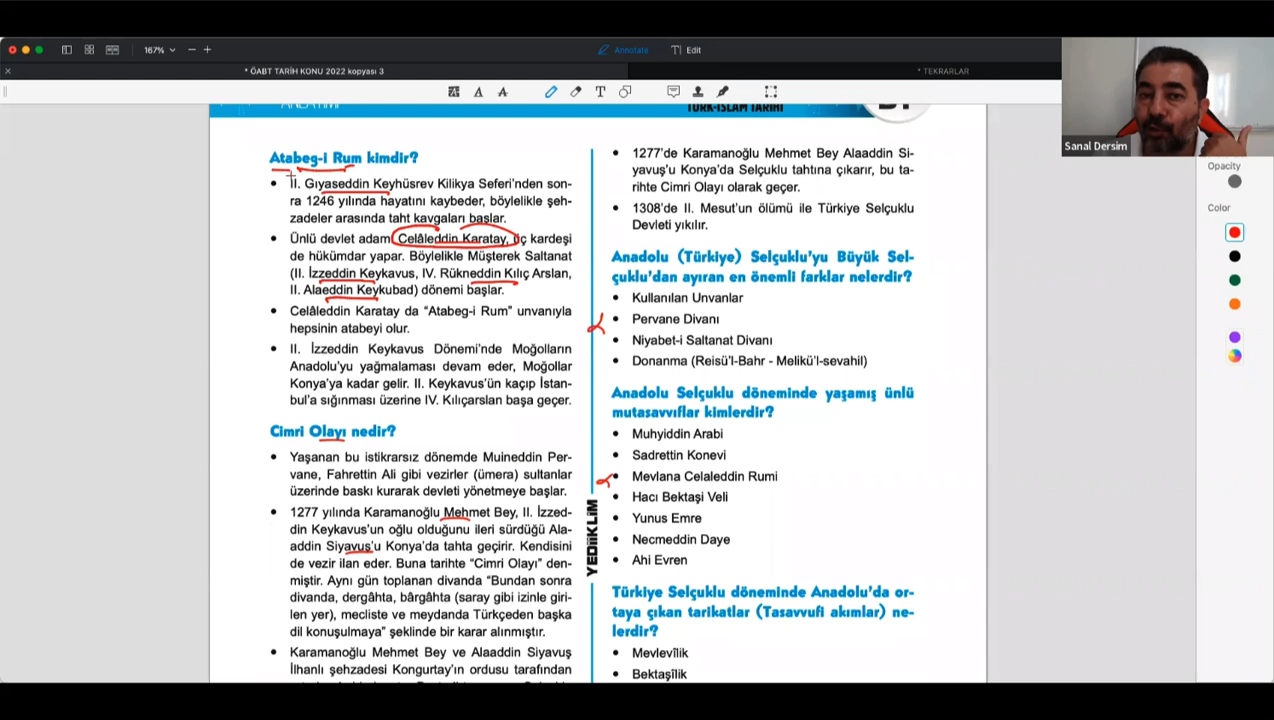 167%
Annotate
Edit
* ÖABT TARİH KONU 2022 kopyası 3
* TEKRARLAR
Sanal Dersim
Opacity
Color
ANLATIMI
TÜRK-İSLAM TARİHİ
Atabeg-i Rum kimdir?
• II. Gıyaseddin Keyhüsrev Kilikya Seferi'nden son-
ra 1246 yılında hayatını kaybeder, böylelikle şeh-
zadeler arasında taht kavgaları başlar.
• Ünlü devlet adamı Celâleddin Karatay, üç kardeşi
de hükümdar yapar. Böylelikle Müşterek Saltanat
(II. İzzeddin Keykavus, IV. Rükneddin Kılıç Arslan,
II. Alaeddin Keykubad) dönemi başlar.
• Celâleddin Karatay da “Atabeg-i Rum” unvanıyla
hepsinin atabeyi olur.
• II. İzzeddin Keykavus Dönemi'nde Moğolların
Anadolu'yu yağmalaması devam eder, Moğollar
Konya'ya kadar gelir. II. Keykavus'ün kaçıp İstan-
bul'a sığınması üzerine IV. Kılıçarslan başa geçer.
Cimri Olayı nedir?
• Yaşanan bu istikrarsız dönemde Muineddin Per-
vane, Fahrettin Ali gibi vezirler (ümera) sultanlar
üzerinde baskı kurarak devleti yönetmeye başlar.
• 1277 yılında Karamanoğlu Mehmet Bey, II. İzzed-
din Keykavus'un oğlu olduğunu ileri sürdüğü Ala-
addin Siyavuş'u Konya'da tahta geçirir. Kendisini
de vezir ilan eder. Buna tarihte “Cimri Olayı” den-
miştir. Aynı gün toplanan divanda “Bundan sonra
divanda, dergâhta, bârgâhta (saray gibi izinle giri-
len yer), mecliste ve meydanda Türkçeden başka
dil konuşulmaya” şeklinde bir karar alınmıştır.
• Karamanoğlu Mehmet Bey ve Alaaddin Siyavuş
İlhanlı şehzadesi Kongurtay'ın ordusu tarafından
YEDİİKLİM
• 1277'de Karamanoğlu Mehmet Bey Alaaddin Si-
yavuş'u Konya'da Selçuklu tahtına çıkarır, bu ta-
rihte Cimri Olayı olarak geçer.
• 1308'de II. Mesut'un ölümü ile Türkiye Selçuklu
Devleti yıkılır.
Anadolu (Türkiye) Selçuklu'yu Büyük Sel-
çuklu'dan ayıran en önemli farklar nelerdir?
• Kullanılan Unvanlar
• Pervane Divanı
• Niyabet-i Saltanat Divanı
• Donanma (Reisü'l-Bahr - Melikü'l-sevahil)
Anadolu Selçuklu döneminde yaşamış ünlü
mutasavvıflar kimlerdir?
• Muhyiddin Arabi
• Sadrettin Konevi
• Mevlana Celaleddin Rumi
• Hacı Bektaşi Veli
• Yunus Emre
• Necmeddin Daye
• Ahi Evren
Türkiye Selçuklu döneminde Anadolu'da or-
taya çıkan tarikatlar (Tasavvufi akımlar) ne-
lerdir?
• Mevlevîlik
• Bektaşîlik